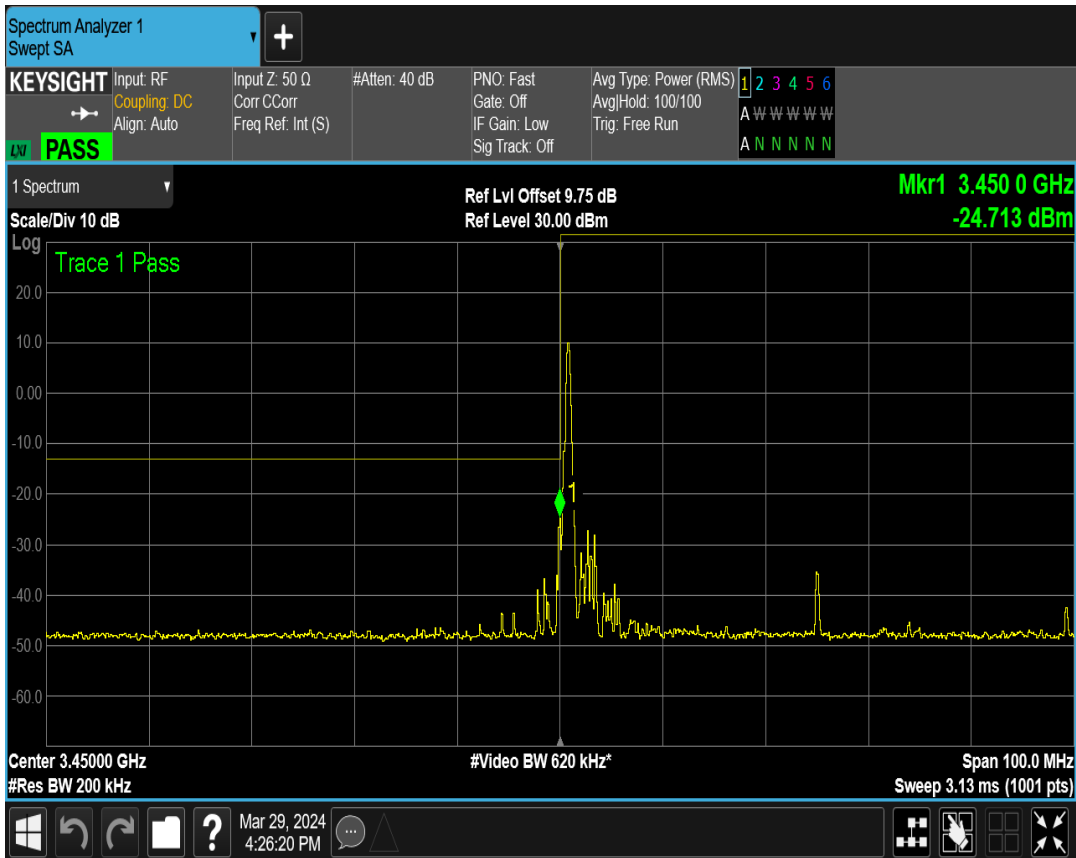 Spectrum Analyzer 1
Swept SA
+
KEYSIGHT
LXI
PASS
Input: RF
Coupling: DC
Align: Auto
Input Z: 50 Ω
Corr CCorr
Freq Ref: Int (S)
#Atten: 40 dB
PNO: Fast
Gate: Off
IF Gain: Low
Sig Track: Off
Avg Type: Power (RMS)
Avg|Hold: 100/100
Trig: Free Run
1 2 3 4 5 6
A W W W W W
A N N N N N
1 Spectrum
Scale/Div 10 dB
Ref Lvl Offset 9.75 dB
Ref Level 30.00 dBm
Mkr1 3.450 0 GHz
-24.713 dBm
Log
Trace 1 Pass
20.0
10.0
0.00
-10.0
-20.0
-30.0
-40.0
-50.0
-60.0
Center 3.45000 GHz
#Res BW 200 kHz
#Video BW 620 kHz*
Span 100.0 MHz
Sweep 3.13 ms (1001 pts)
?
Mar 29, 2024
4:26:20 PM